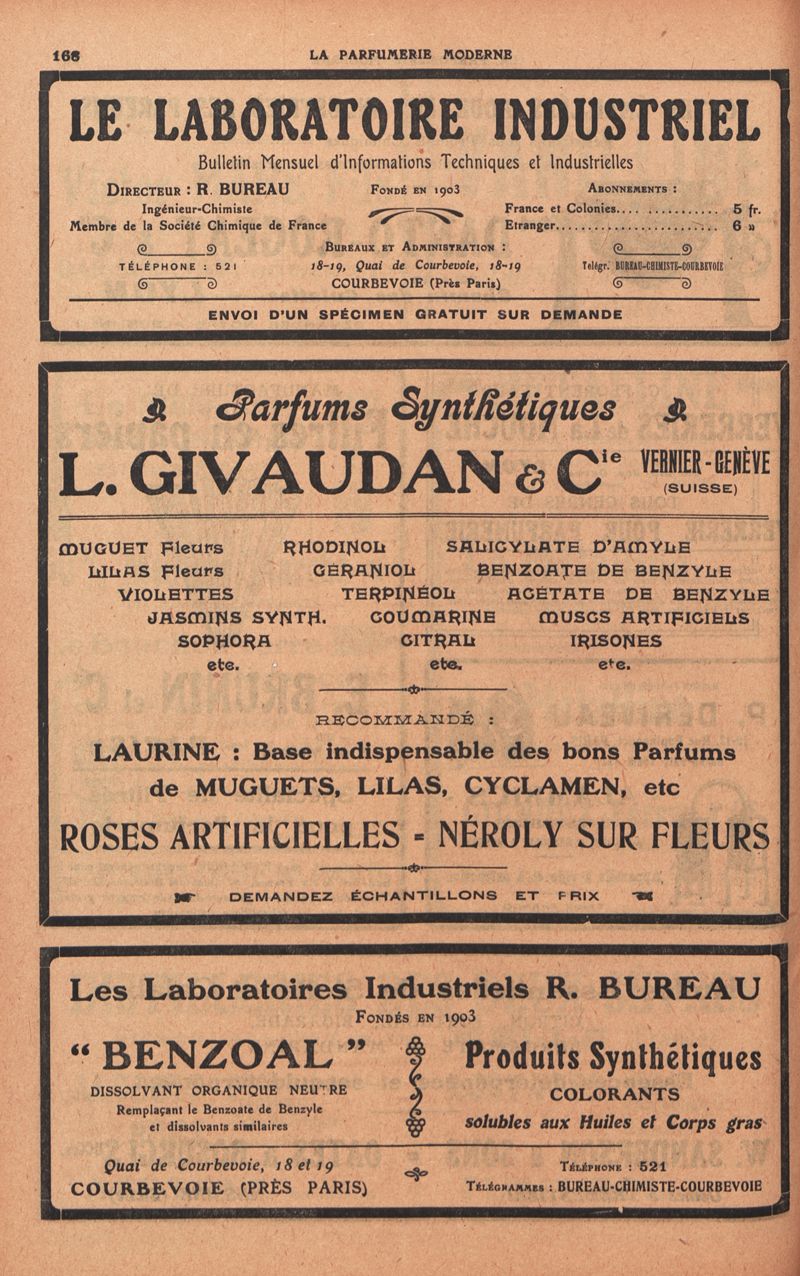 168
LA PARFUMERIE MODERNE
LE LABORATOIRE INDUSTRIEL
Bulletin Mensuel d'Informations Techniques et Industrielles
DIRECTEUR : R. BUREAU
Ingénieur-Chimiste
Membre de la Société Chimique de France
TÉLÉPHONE : 521
FONDÉ EN 1903
BUREAUX ET ADMINISTRATION :
18-19, Quai de Courbevoie, 18-19
COURBEVOIE (Près Paris)
ABONNEMENTS :
France et Colonies.... ............ 5 fr.
Etranger........................... 6 »
Télégr. BUREAU-CHIMISTE-COURBEVOIE
ENVOI D'UN SPÉCIMEN GRATUIT SUR DEMANDE
Parfums Synthétiques
L. GIVAUDAN & Cie VERNIER-GENÈVE
(SUISSE)
MUGUET Fleurs RHODINOL SALICYLATE D'AMYLE
LILAS Fleurs GÉRANIOL BENZOATE DE BENZYLE
VIOLETTES TERPINÉOL ACÉTATE DE BENZYLE
JASMINS SYNTH. COUMARINE MUSCS ARTIFICIELS
SOPHORA CITRAL IRISONES
etc. etc. etc.
RECOMMANDÉ :
LAURINE : Base indispensable des bons Parfums
de MUGUETS, LILAS, CYCLAMEN, etc
ROSES ARTIFICIELLES - NÉROLY SUR FLEURS
DEMANDEZ ÉCHANTILLONS ET PRIX
Les Laboratoires Industriels R. BUREAU
FONDÉS EN 1903
“ BENZOAL ”
DISSOLVANT ORGANIQUE NEUTRE
Remplaçant le Benzoate de Benzyle
et dissolvants similaires
Produits Synthétiques
COLORANTS
solubles aux Huiles et Corps gras
Quai de Courbevoie, 18 et 19
COURBEVOIE (PRÈS PARIS)
TÉLÉPHONE : 521
TÉLÉGRAMMES : BUREAU-CHIMISTE-COURBEVOIE